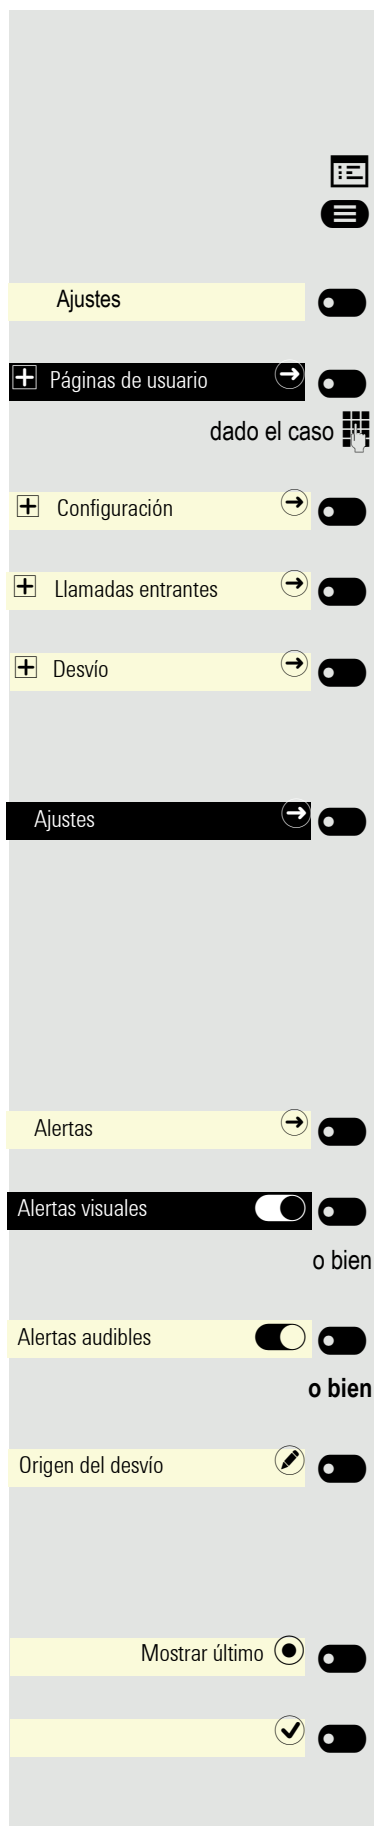 Ajustes
Páginas de usuario
dado el caso
Configuración
Llamadas entrantes
Desvío
Ajustes
Alertas
Alertas visuales
o bien
Alertas audibles
o bien
Origen del desvío
Mostrar último